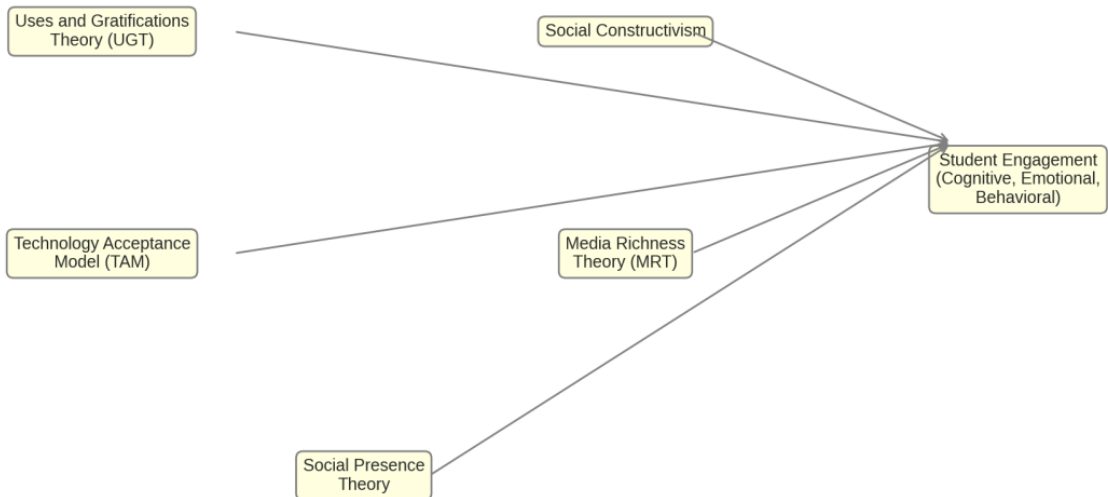 Uses and Gratifications
Theory (UGT)
Social Constructivism
Student Engagement
(Cognitive, Emotional,
Behavioral)
Technology Acceptance
Model (TAM)
Media Richness
Theory (MRT)
Social Presence
Theory